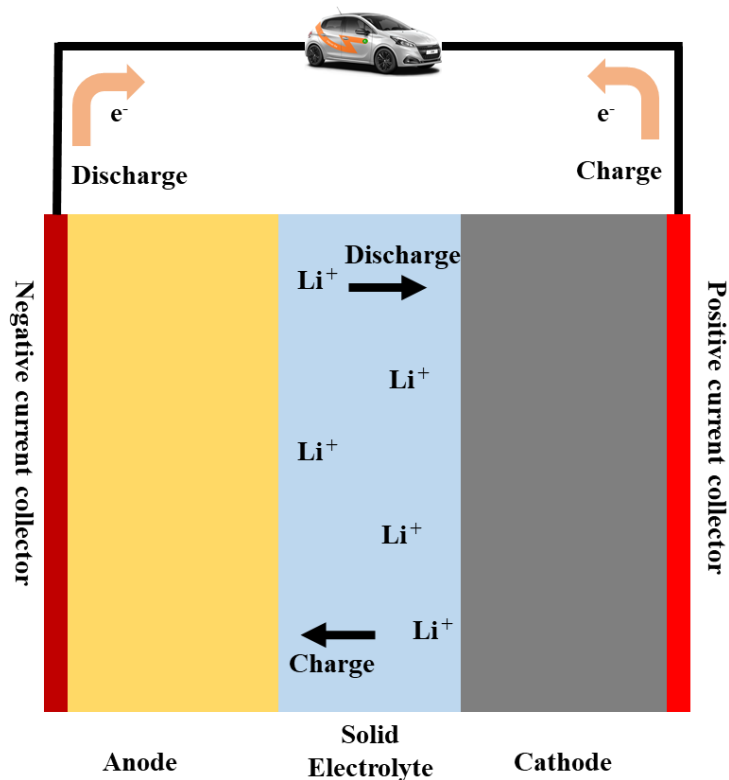 e-
e-
Discharge
Charge
Discharge
Li+
Li+
Li+
Li+
Li+
Charge
Negative current collector
Positive current collector
Anode
Solid
Electrolyte
Cathode